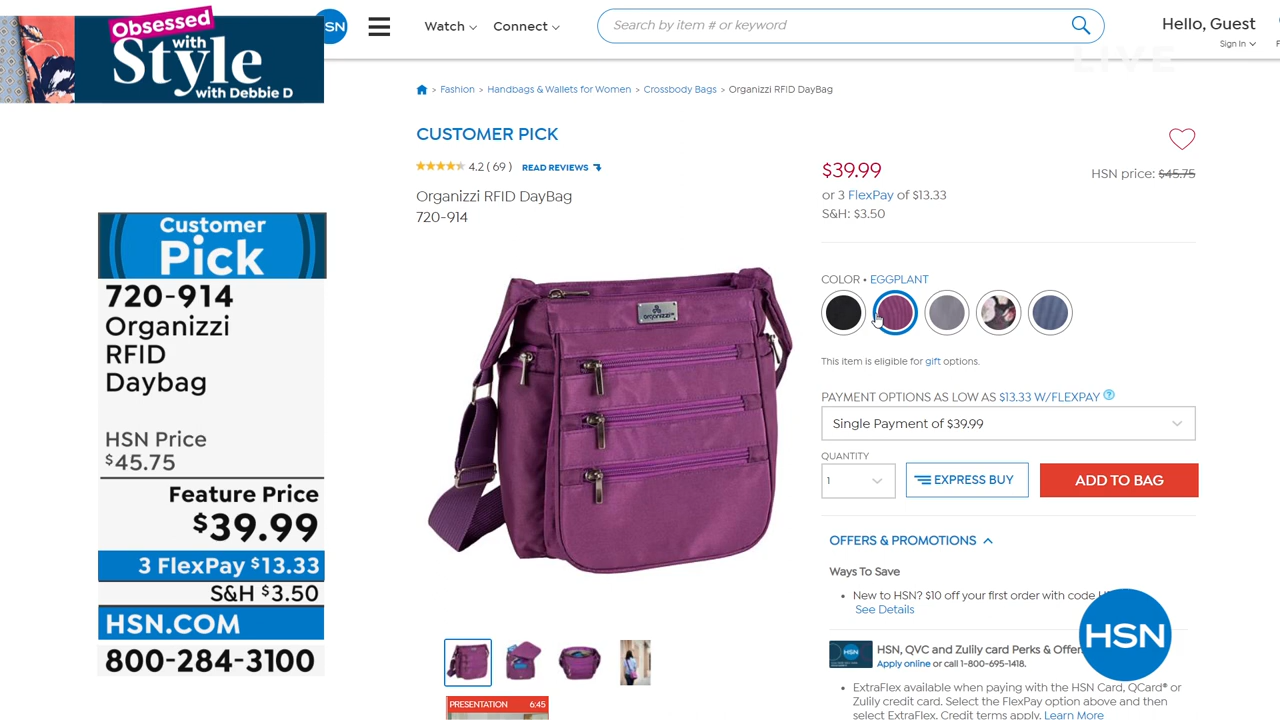 Obsessed
with
Style
with Debbie D
Customer
Pick
720-914
Organizzi
RFID
Daybag
HSN Price
$45.75
Feature Price
$39.99
3 FlexPay $13.33
S&H $3.50
HSN.COM
800-284-3100
Watch
Connect
Search by item # or keyword
Hello, Guest
Sign In
LIVE
> Fashion > Handbags & Wallets for Women > Crossbody Bags > Organizzi RFID DayBag
CUSTOMER PICK
4.2 ( 69 ) READ REVIEWS
Organizzi RFID DayBag
720-914
organizzi
PRESENTATION 6:45
$39.99
HSN price: $45.75
or 3 FlexPay of $13.33
S&H: $3.50
COLOR • EGGPLANT
This item is eligible for gift options.
PAYMENT OPTIONS AS LOW AS $13.33 W/FLEXPAY ?
Single Payment of $39.99
QUANTITY
1
EXPRESS BUY
ADD TO BAG
OFFERS & PROMOTIONS
Ways To Save
• New to HSN? $10 off your first order with code
See Details
HSN
HSN, QVC and Zulily card Perks & Offer
Apply online or call 1-800-695-1418.
• ExtraFlex available when paying with the HSN Card, QCard® or
Zulily credit card. Select the FlexPay option above and then
select ExtraFlex. Credit terms apply. Learn More
HSN